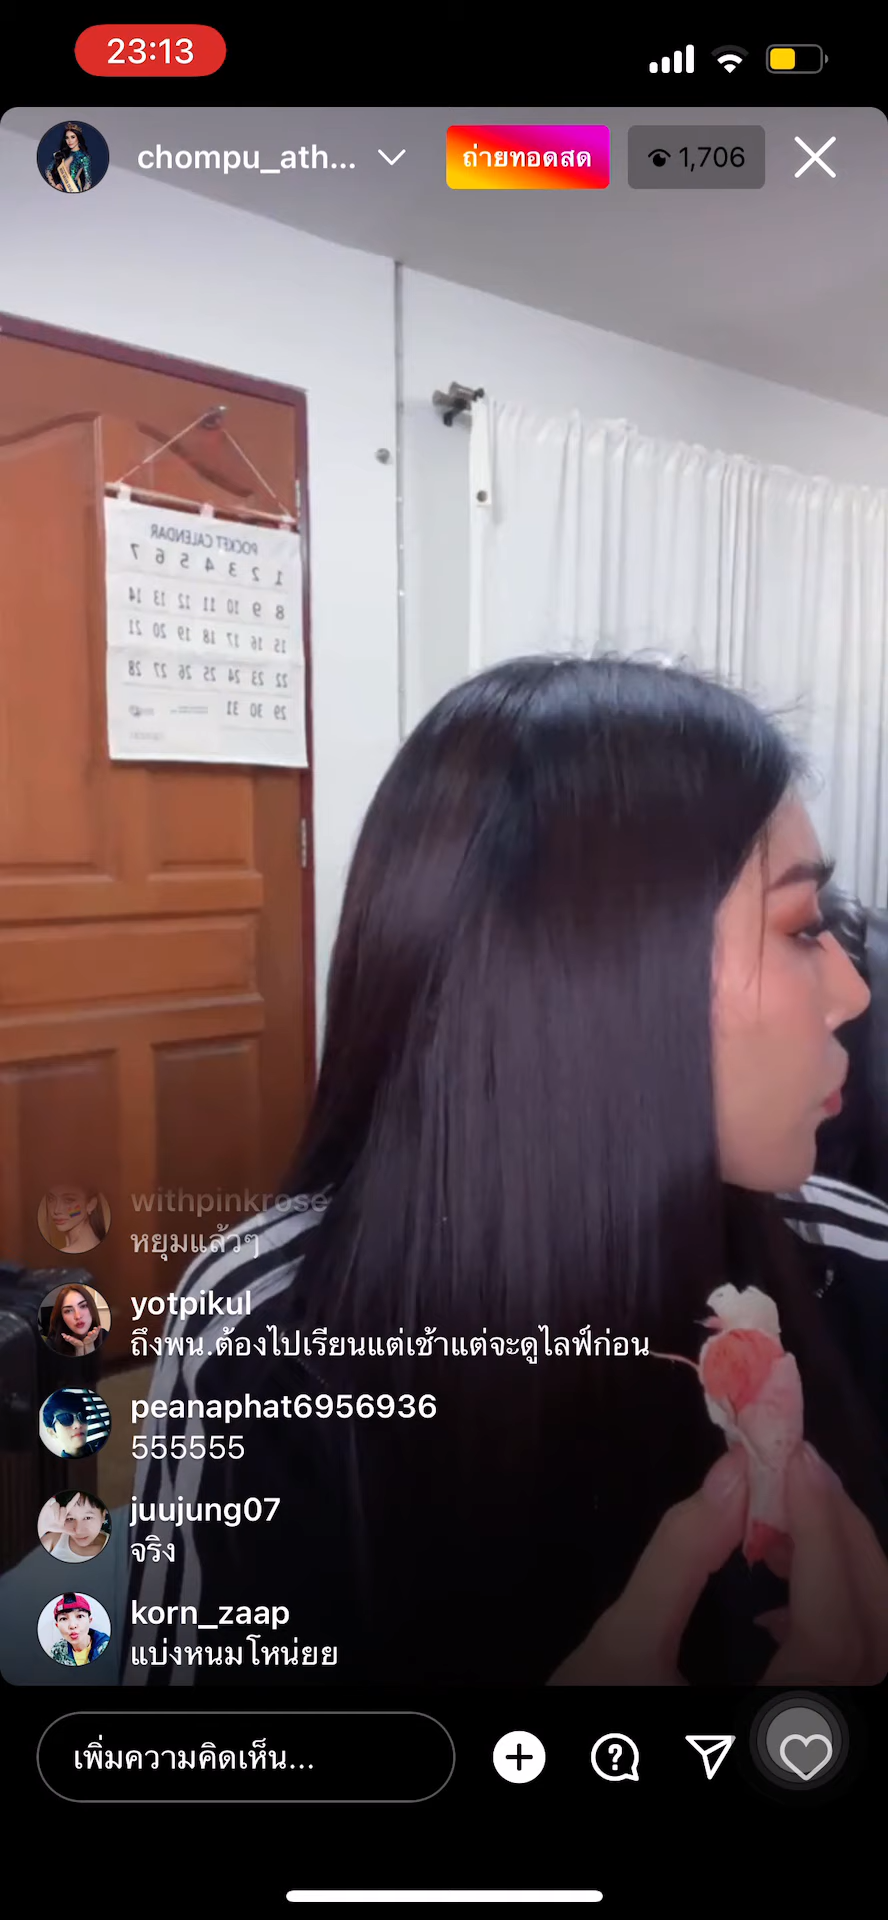 23:13
chompu_ath...
ถ่ายทอดสด
1,706
POCKET CALENDAR
1 2 3 4 5 6 7
8 9 10 11 12 13 14
15 16 17 18 19 20 21
22 23 24 25 26 27 28
29 30 31
withpinkrose
หยุมแล้วๆ
yotpikul
ถึงพน.ต้องไปเรียนแต่เช้าแต่จะดูไลฟ์ก่อน
peanaphat6956936
555555
juujung07
จริง
korn_zaap
แบ่งหนมโหน่ยย
เพิ่มความคิดเห็น...